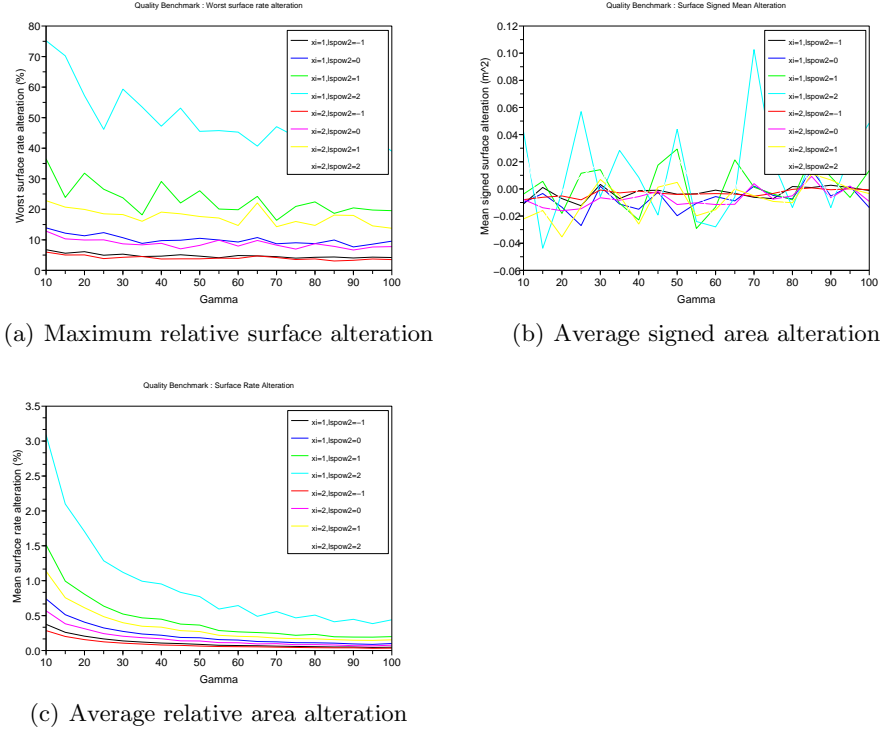 Quality Benchmark : Worst surface rate alteration
80
70
60
50
40
30
20
10
0
10 20 30 40 50 60 70 80 90 100
Worst surface rate alteration (%)
Gamma
xi=1,lspow2=−1
xi=1,lspow2=0
xi=1,lspow2=1
xi=1,lspow2=2
xi=2,lspow2=−1
xi=2,lspow2=0
xi=2,lspow2=1
xi=2,lspow2=2
(a) Maximum relative surface alteration
Quality Benchmark : Surface Signed Mean Alteration
0.12
0.10
0.08
0.06
0.04
0.02
0.00
−0.02
−0.04
−0.06
10 20 30 40 50 60 70 80 90 100
Mean signed surface alteration (m^2)
Gamma
xi=1,lspow2=−1
xi=1,lspow2=0
xi=1,lspow2=1
xi=1,lspow2=2
xi=2,lspow2=−1
xi=2,lspow2=0
xi=2,lspow2=1
xi=2,lspow2=2
(b) Average signed area alteration
Quality Benchmark : Surface Rate Alteration
3.5
3.0
2.5
2.0
1.5
1.0
0.5
0.0
10 20 30 40 50 60 70 80 90 100
Mean surface rate alteration (%)
Gamma
xi=1,lspow2=−1
xi=1,lspow2=0
xi=1,lspow2=1
xi=1,lspow2=2
xi=2,lspow2=−1
xi=2,lspow2=0
xi=2,lspow2=1
xi=2,lspow2=2
(c) Average relative area alteration